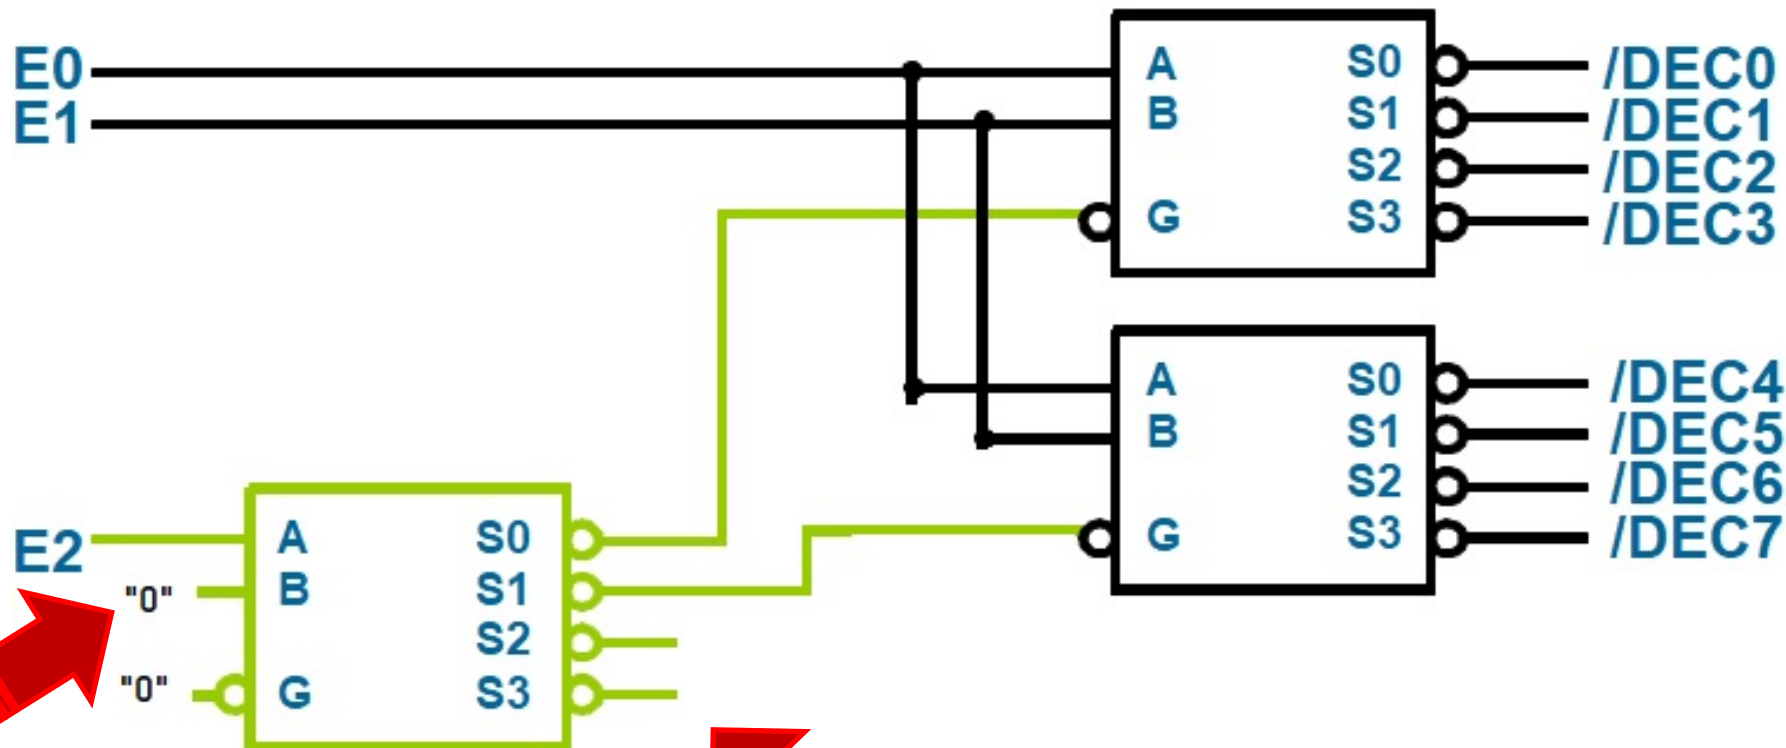 E0
E1
A S0 /DEC0
B S1 /DEC1
S2 /DEC2
G S3 /DEC3
A S0 /DEC4
B S1 /DEC5
S2 /DEC6
G S3 /DEC7
E2 A S0
"0" B S1
S2
"0" G S3